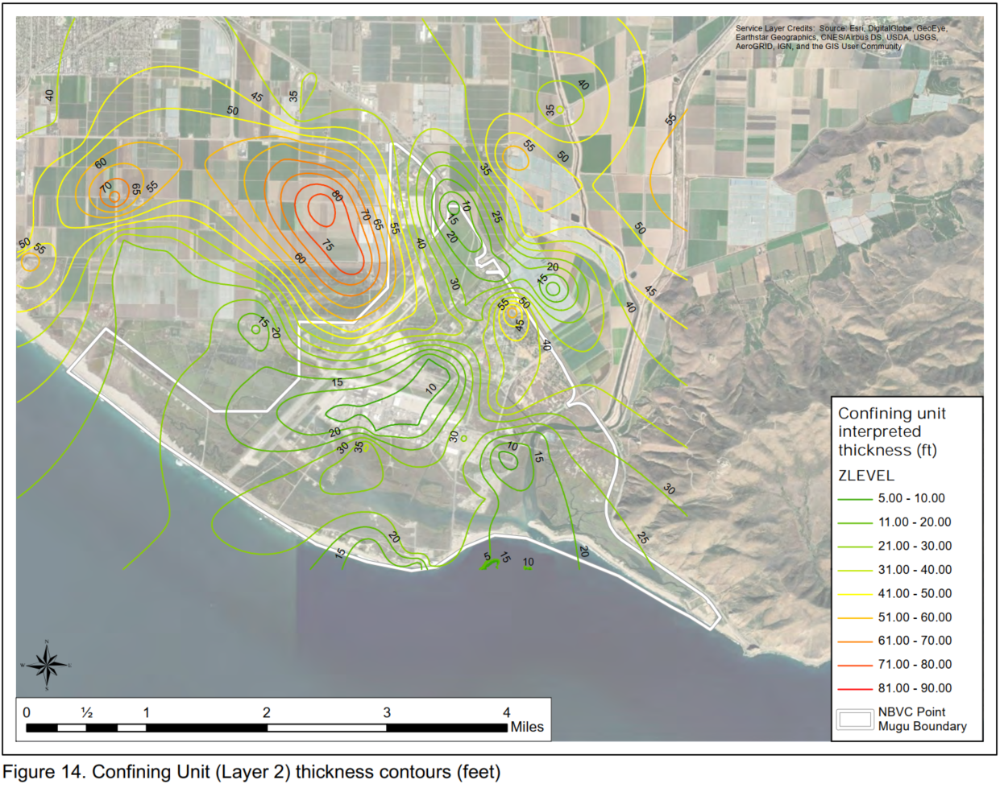 Service Layer Credits: Source: Esri, DigitalGlobe, GeoEye,
Earthstar Geographics, CNES/Airbus DS, USDA, USGS,
AeroGRID, IGN, and the GIS User Community
40
45
50
35
40
35
55
55
50
60
70
65
55
80
70
65
55
75
60
50
55
35
10
15
25
20
40
30
50
20
15
45
40
55
50
45
40
15
20
15
10
20
30
35
30
10
15
30
25
20
15
20
5
15
10
Confining unit
interpreted
thickness (ft)
ZLEVEL
5.00 - 10.00
11.00 - 20.00
21.00 - 30.00
31.00 - 40.00
41.00 - 50.00
51.00 - 60.00
61.00 - 70.00
71.00 - 80.00
81.00 - 90.00
NBVC Point
Mugu Boundary
N
W E
S
0 ½ 1 2 3 4
Miles
Figure 14. Confining Unit (Layer 2) thickness contours (feet)